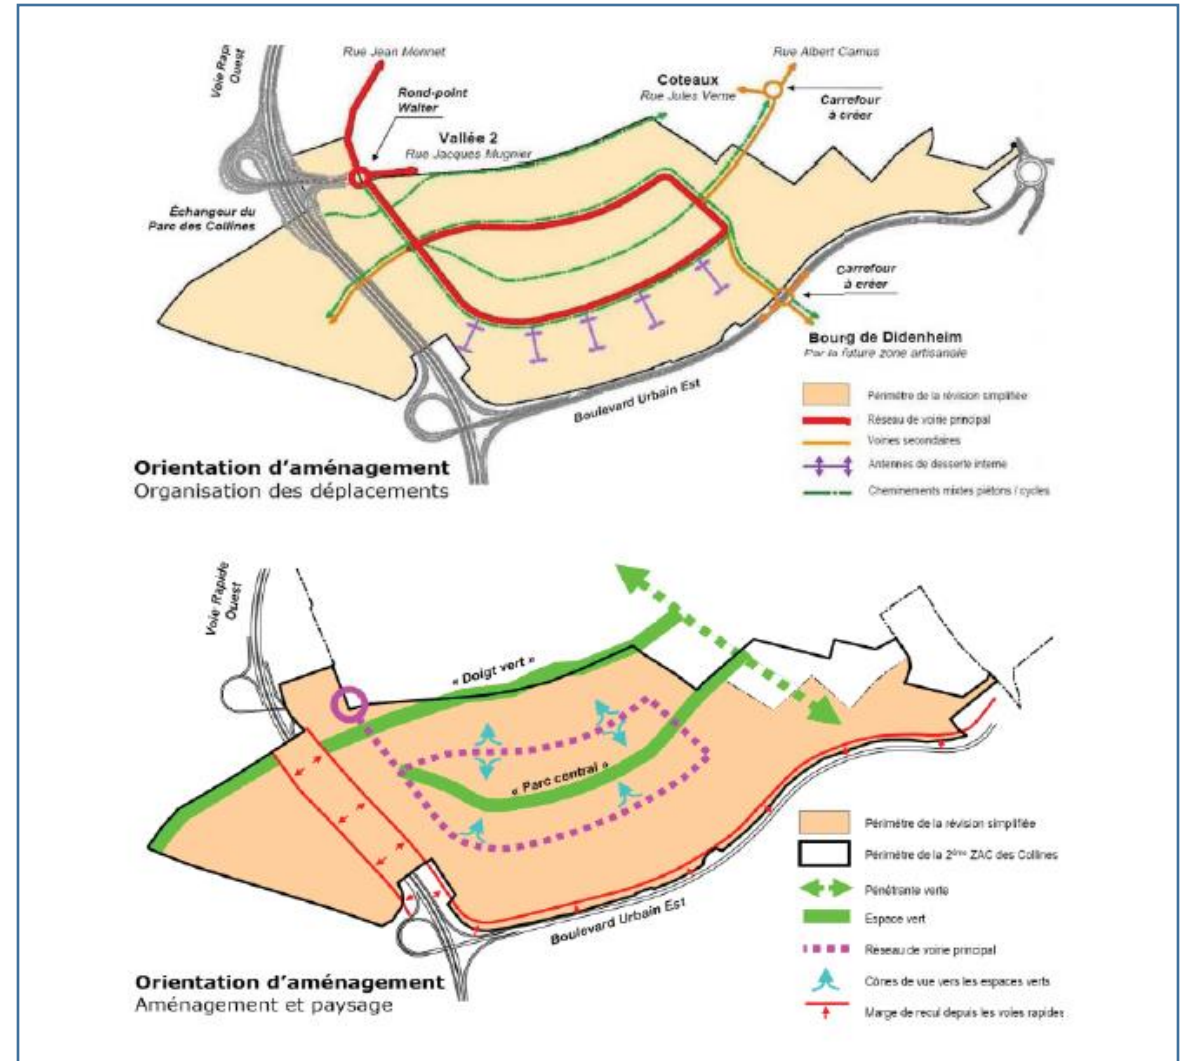 Voie Rapi
Ouest
Rue Jean Monnet
Rond-point
Walter
Vallée 2
Rue Jacques Mugnier
Coteaux
Rue Jules Verne
Rue Albert Camus
Carrefour
à créer
Échangeur du
Parc des Collines
Carrefour
à créer
Bourg de Didenheim
Par la future zone artisanale
Boulevard Urbain Est
Périmètre de la révision simplifiée
Réseau de voirie principal
Voiries secondaires
Antennes de desserte interne
Cheminements mixtes piétons / cycles
Orientation d'aménagement
Organisation des déplacements
Voie Rapide
Ouest
« Doigt vert »
« Parc central »
Boulevard Urbain Est
Périmètre de la révision simplifiée
Périmètre de la 2ème ZAC des Collines
Pénétrante verte
Espace vert
Réseau de voirie principal
Cônes de vue vers les espaces verts
Marge de recul depuis les voies rapides
Orientation d'aménagement
Aménagement et paysage